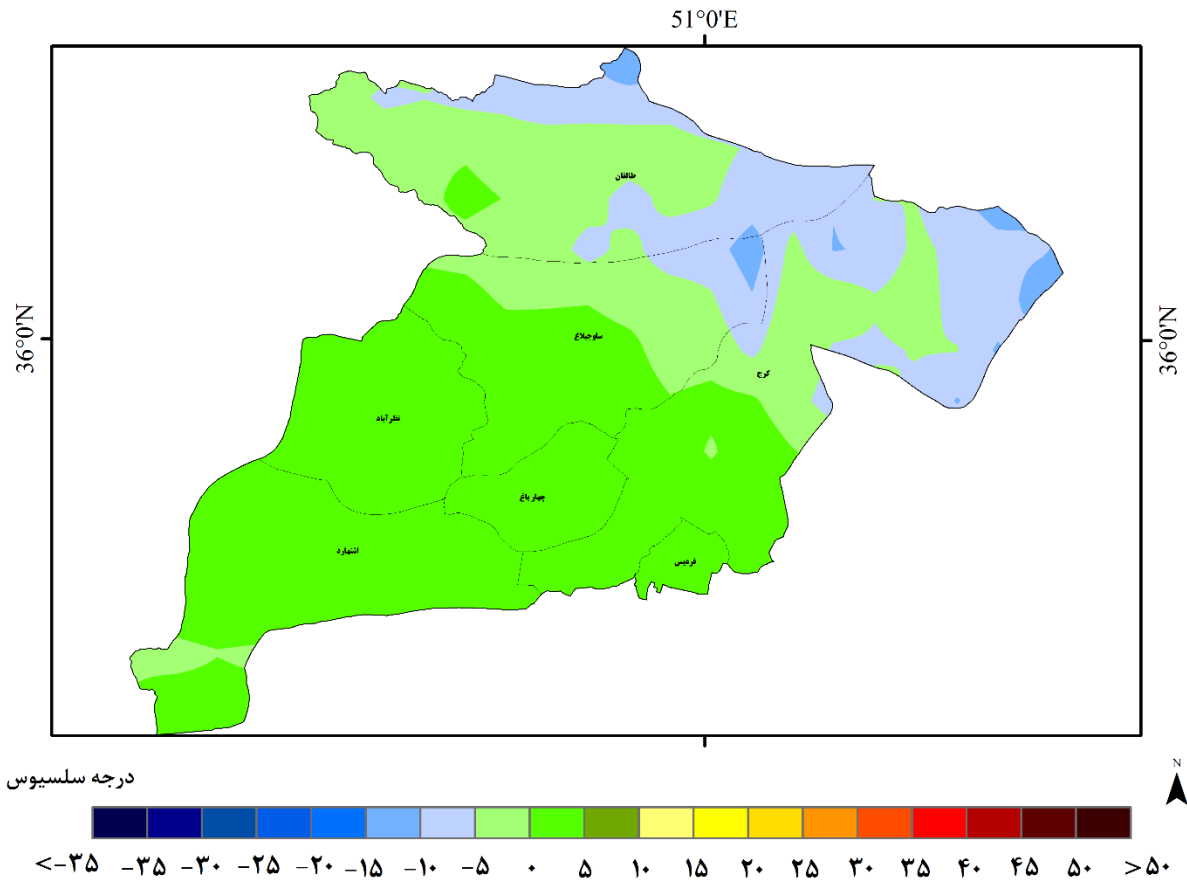 51°0'E
طالقان
36°0'N
36°0'N
ساوجبلاغ
کرج
نظرآباد
چهارباغ
اشتهارد
فردیس
N
درجه سلسیوس
<-۳۵ -۳۵ -۳۰ -۲۵ -۲۰ -۱۵ -۱۰ -۵ ۰ ۵ ۱۰ ۱۵ ۲۰ ۲۵ ۳۰ ۳۵ ۴۰ ۴۵ ۵۰ >۵۰